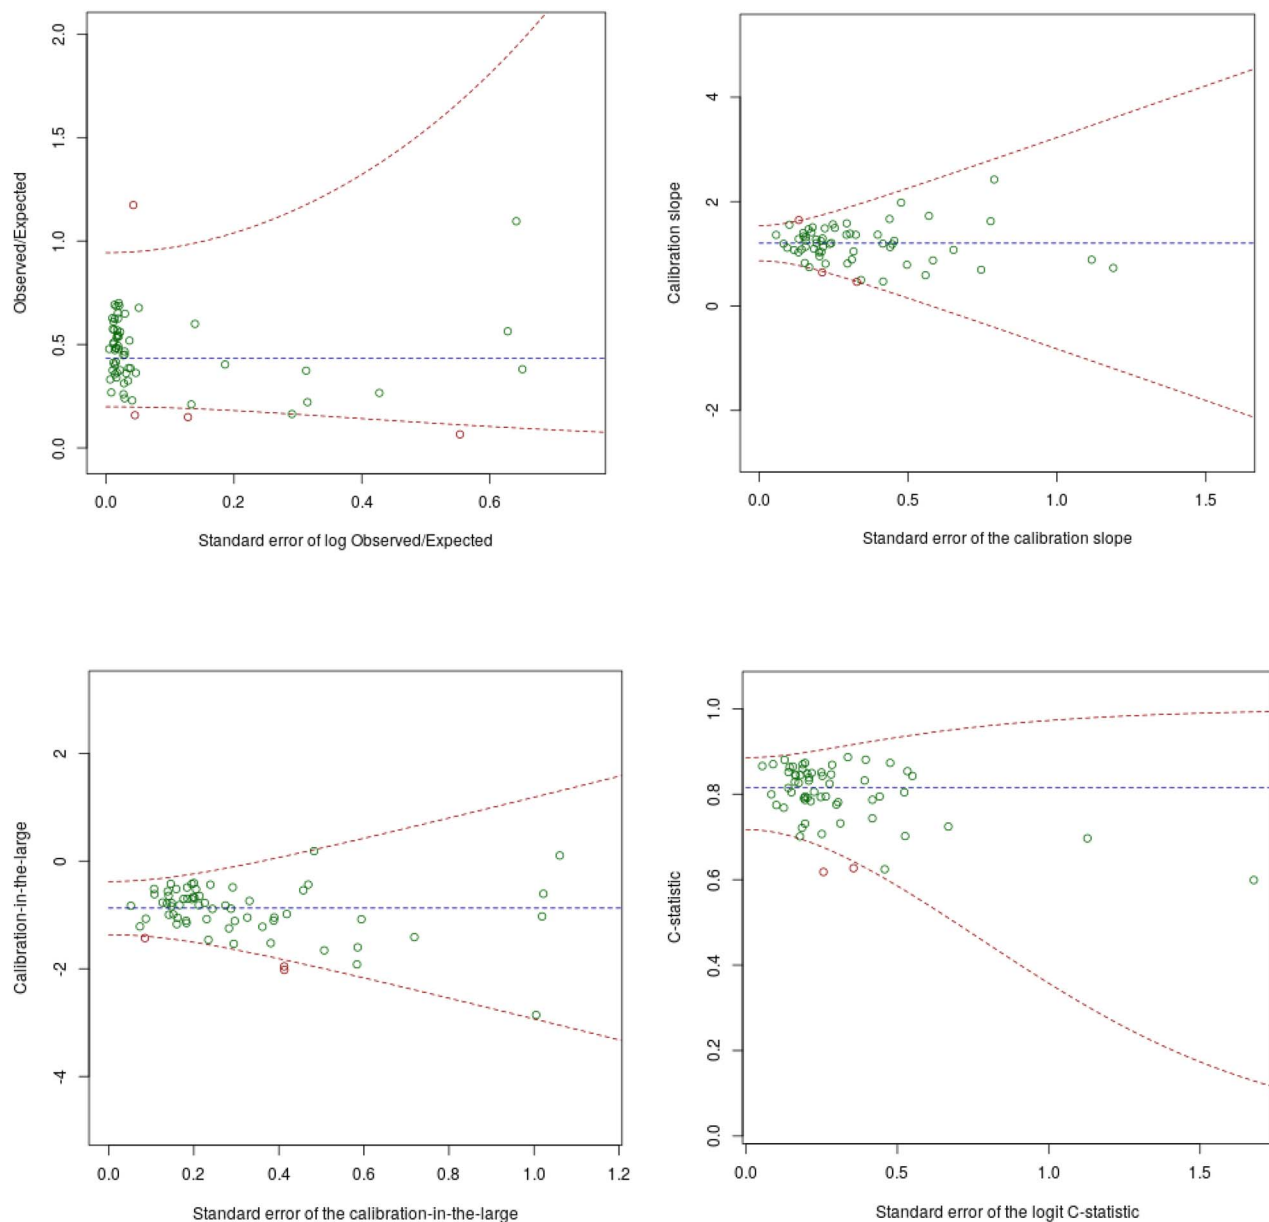 Observed/Expected
2.0
1.5
1.0
0.5
0.0
0.0 0.2 0.4 0.6
Standard error of log Observed/Expected
Calibration slope
4
2
0
-2
0.0 0.5 1.0 1.5
Standard error of the calibration slope
Calibration-in-the-large
2
0
-2
-4
0.0 0.2 0.4 0.6 0.8 1.0 1.2
Standard error of the calibration-in-the-large
C-statistic
1.0
0.8
0.6
0.4
0.2
0.0
0.0 0.5 1.0 1.5
Standard error of the logit C-statistic